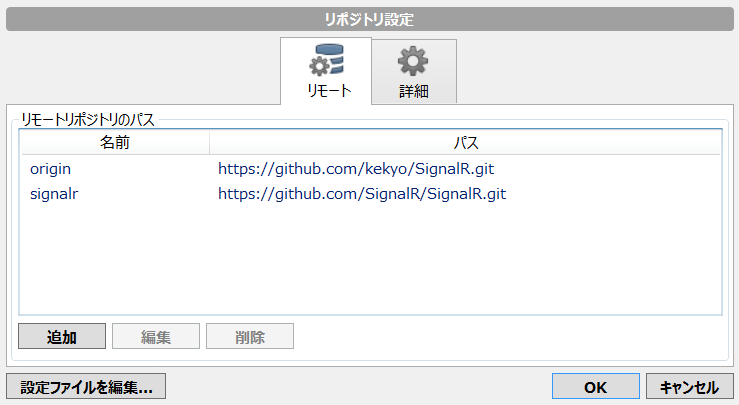 リポジトリ設定
リモート
詳細
リモートリポジトリのパス
名前
パス
origin
https://github.com/kekyo/SignalR.git
signalr
https://github.com/SignalR/SignalR.git
追加
編集
削除
設定ファイルを編集...
OK
キャンセル